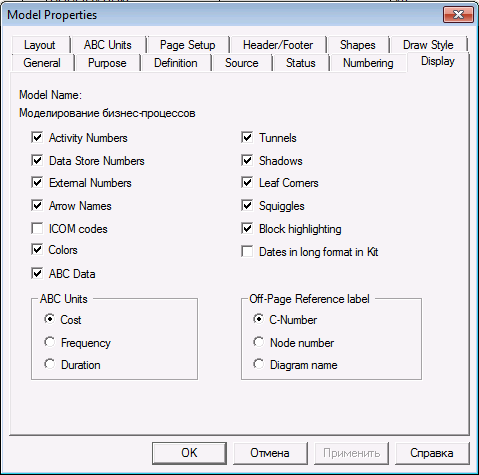 Model Properties
Layout ABC Units Page Setup Header/Footer Shapes Draw Style
General Purpose Definition Source Status Numbering Display
Model Name:
Моделирование бизнес-процессов
Activity Numbers Tunnels
Data Store Numbers Shadows
External Numbers Leaf Corners
Arrow Names Squiggles
ICOM codes Block highlighting
Colors Dates in long format in Kit
ABC Data
ABC Units Off-Page Reference label
Cost C-Number
Frequency Node number
Duration Diagram name
OK Отмена Применить Справка